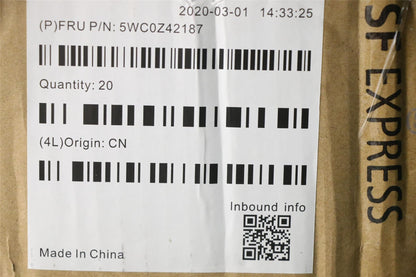 2020-03-01 14:33:25
(P)FRU P/N: 5WC0Z42187
Quantity: 20
(4L)Origin: CN
Inbound info
Made In China
SF EXPRESS